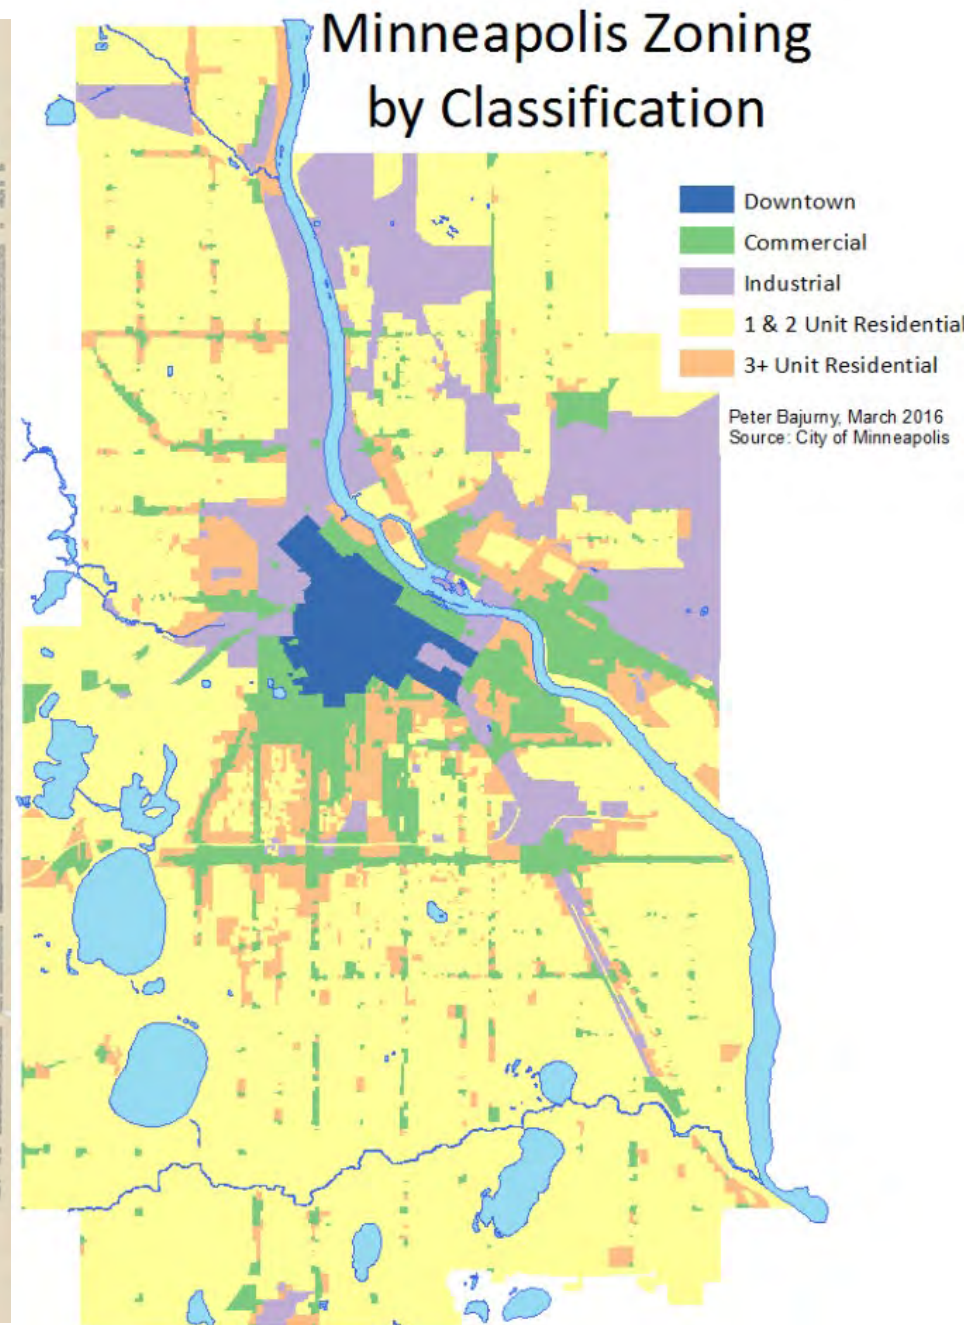 Minneapolis Zoning
by Classification
Downtown
Commercial
Industrial
1 & 2 Unit Residential
3+ Unit Residential
Peter Bajurny, March 2016
Source: City of Minneapolis